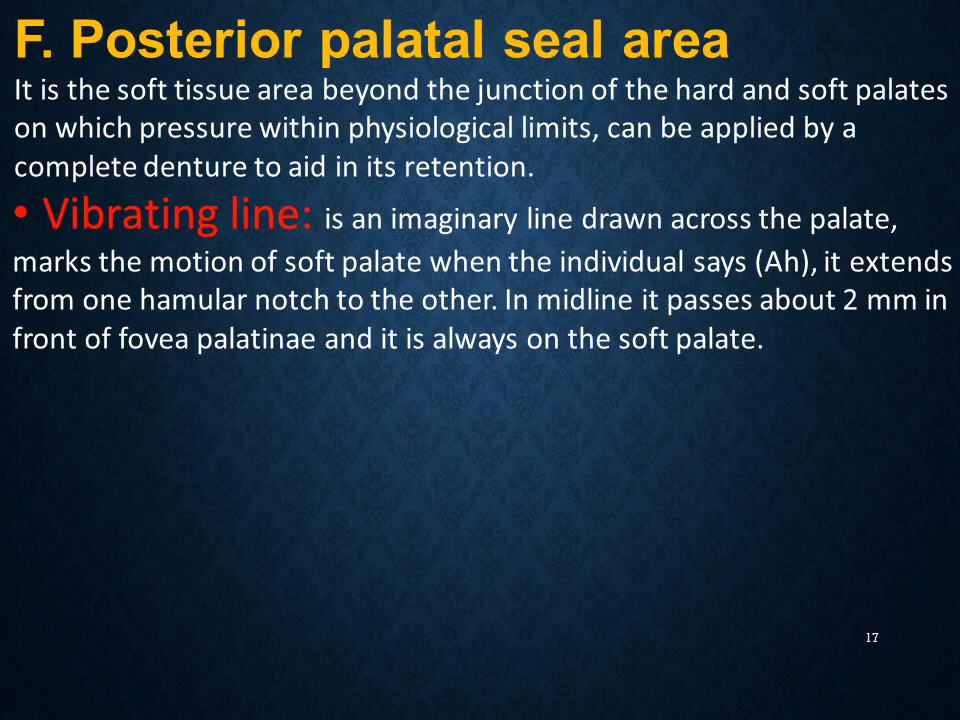 F. Posterior palatal seal area
It is the soft tissue area beyond the junction of the hard and soft palates
on which pressure within physiological limits, can be applied by a
complete denture to aid in its retention.
• Vibrating line: is an imaginary line drawn across the palate,
marks the motion of soft palate when the individual says (Ah), it extends
from one hamular notch to the other. In midline it passes about 2 mm in
front of fovea palatinae and it is always on the soft palate.
17